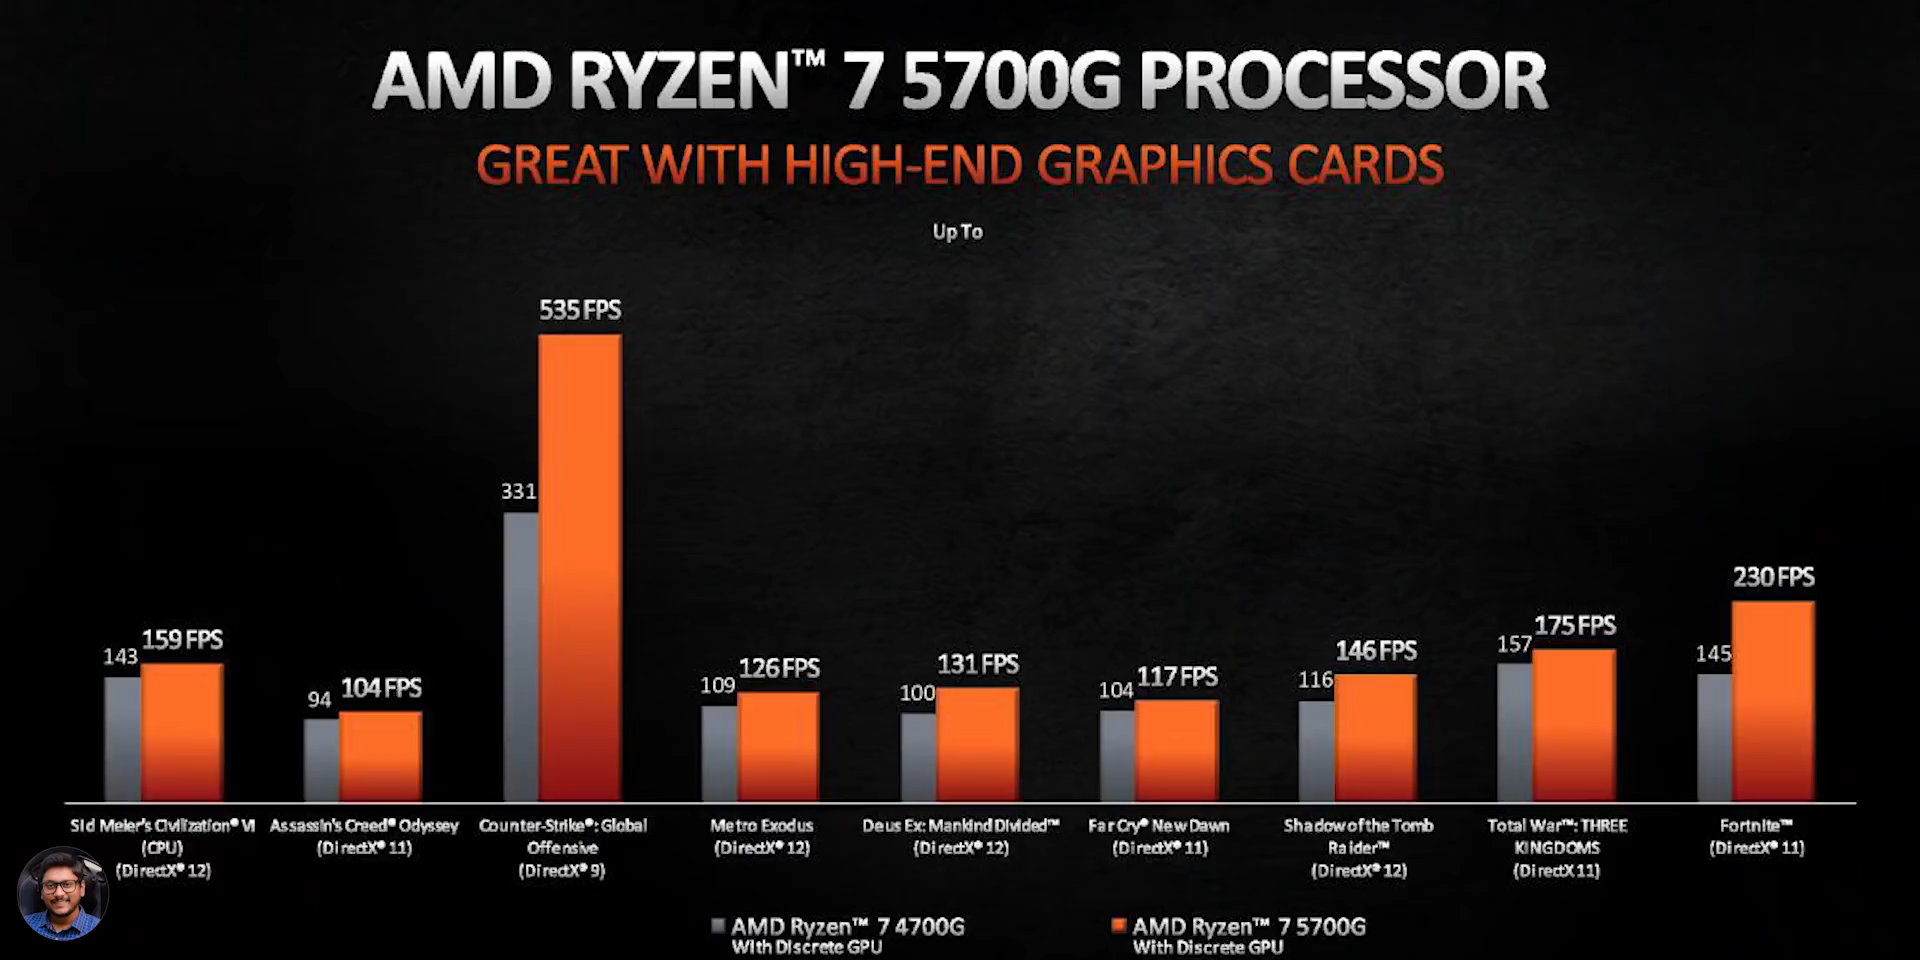 AMD RYZEN™ 7 5700G PROCESSOR
GREAT WITH HIGH-END GRAPHICS CARDS
Up To
143
159 FPS
94
104 FPS
331
535 FPS
109
126 FPS
100
131 FPS
104
117 FPS
116
146 FPS
157
175 FPS
145
230 FPS
Sid Meier's Civilization® VI
(CPU)
(DirectX® 12)
Assassin's Creed® Odyssey
(DirectX® 11)
Counter-Strike®: Global
Offensive
(DirectX® 9)
Metro Exodus
(DirectX® 12)
Deus Ex: Mankind Divided™
(DirectX® 12)
Far Cry® New Dawn
(DirectX® 11)
Shadow of the Tomb
Raider™
(DirectX® 12)
Total War™: THREE
KINGDOMS
(DirectX 11)
Fortnite™
(DirectX® 11)
AMD Ryzen™ 7 4700G
With Discrete GPU
AMD Ryzen™ 7 5700G
With Discrete GPU